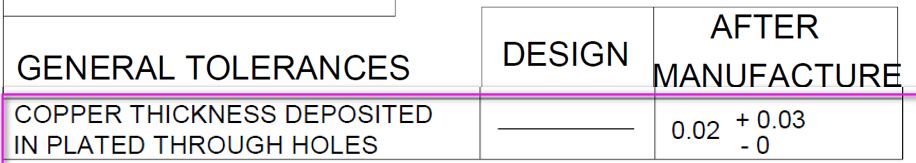 GENERAL TOLERANCES
DESIGN
AFTER
MANUFACTURE
COPPER THICKNESS DEPOSITED
IN PLATED THROUGH HOLES
0.02 + 0.03
- 0